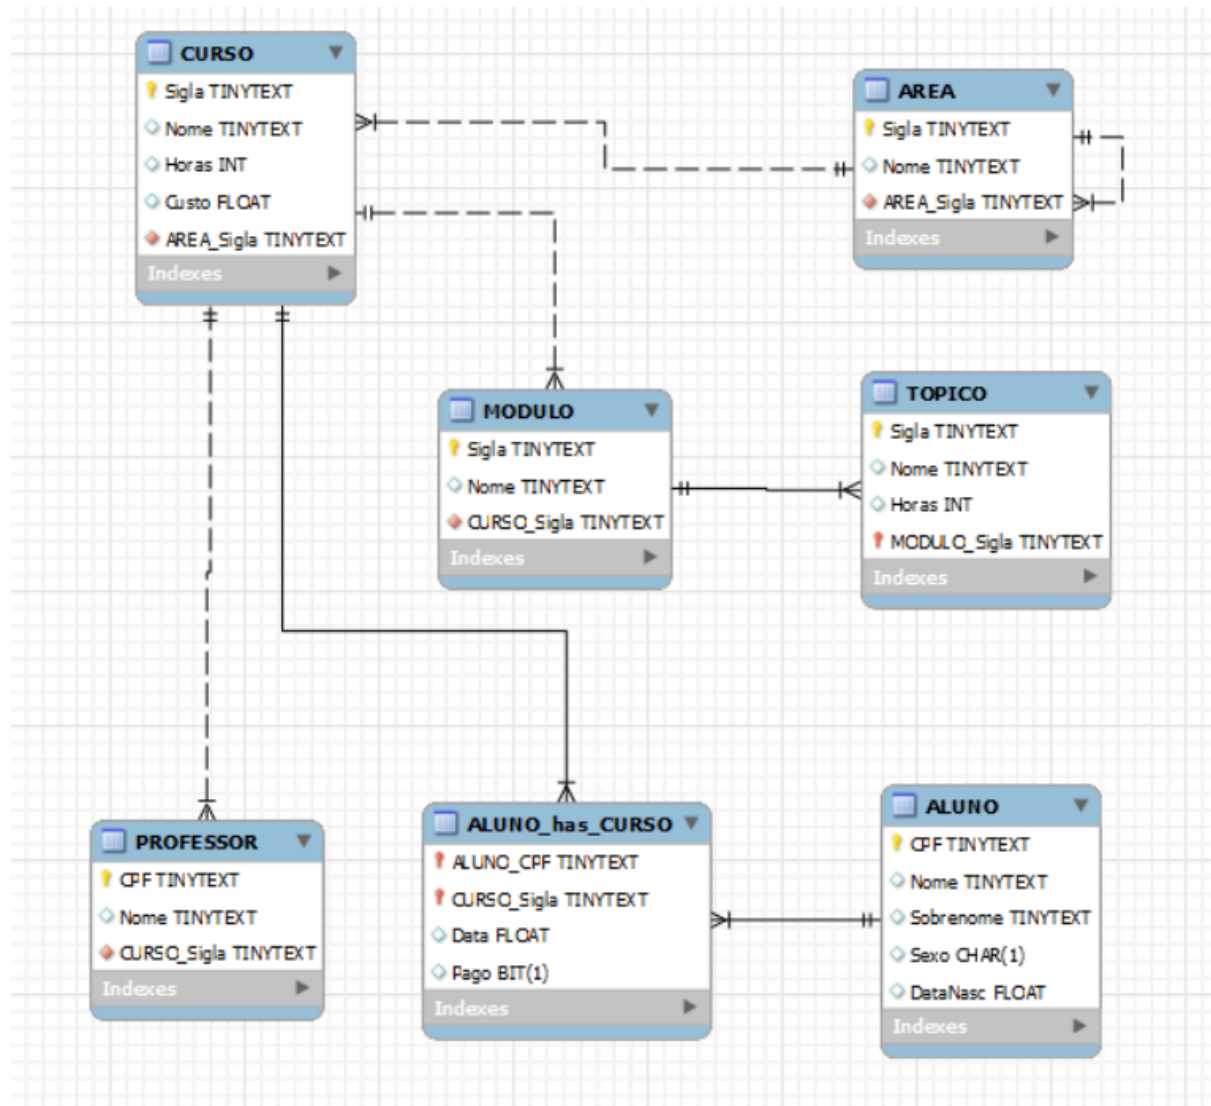 CURSO
Sigla TINYTEXT
Nome TINYTEXT
Horas INT
Custo FLOAT
AREA_Sigla TINYTEXT
Indexes
AREA
Sigla TINYTEXT
Nome TINYTEXT
AREA_Sigla TINYTEXT
Indexes
MODULO
Sigla TINYTEXT
Nome TINYTEXT
CURSO_Sigla TINYTEXT
Indexes
TOPICO
Sigla TINYTEXT
Nome TINYTEXT
Horas INT
MODULO_Sigla TINYTEXT
Indexes
PROFESSOR
CPF TINYTEXT
Nome TINYTEXT
CURSO_Sigla TINYTEXT
Indexes
ALUNO_has_CURSO
ALUNO_CPF TINYTEXT
CURSO_Sigla TINYTEXT
Data FLOAT
Pago BIT(1)
Indexes
ALUNO
CPF TINYTEXT
Nome TINYTEXT
Sobrenome TINYTEXT
Sexo CHAR(1)
DataNasc FLOAT
Indexes